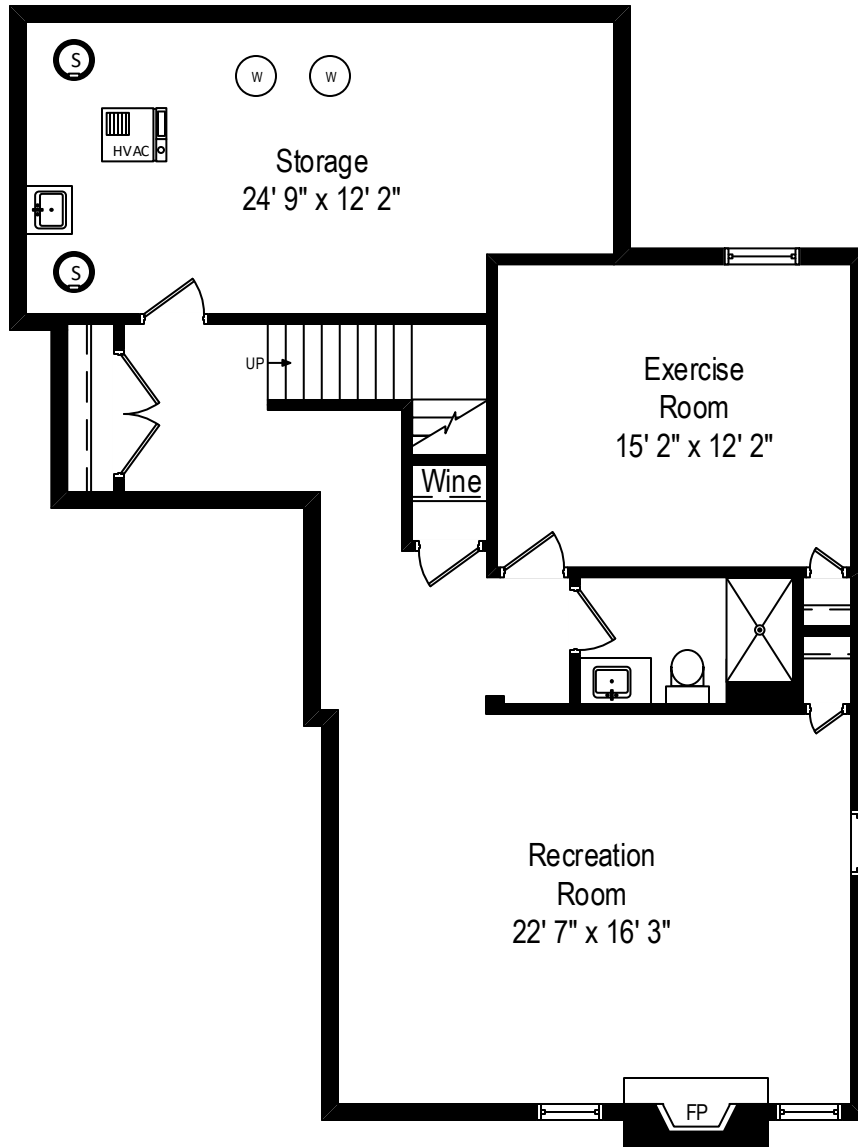 S
W W
HVAC
Storage
24' 9" x 12' 2"
S
UP
Exercise
Room
15' 2" x 12' 2"
Wine
Recreation
Room
22' 7" x 16' 3"
FP